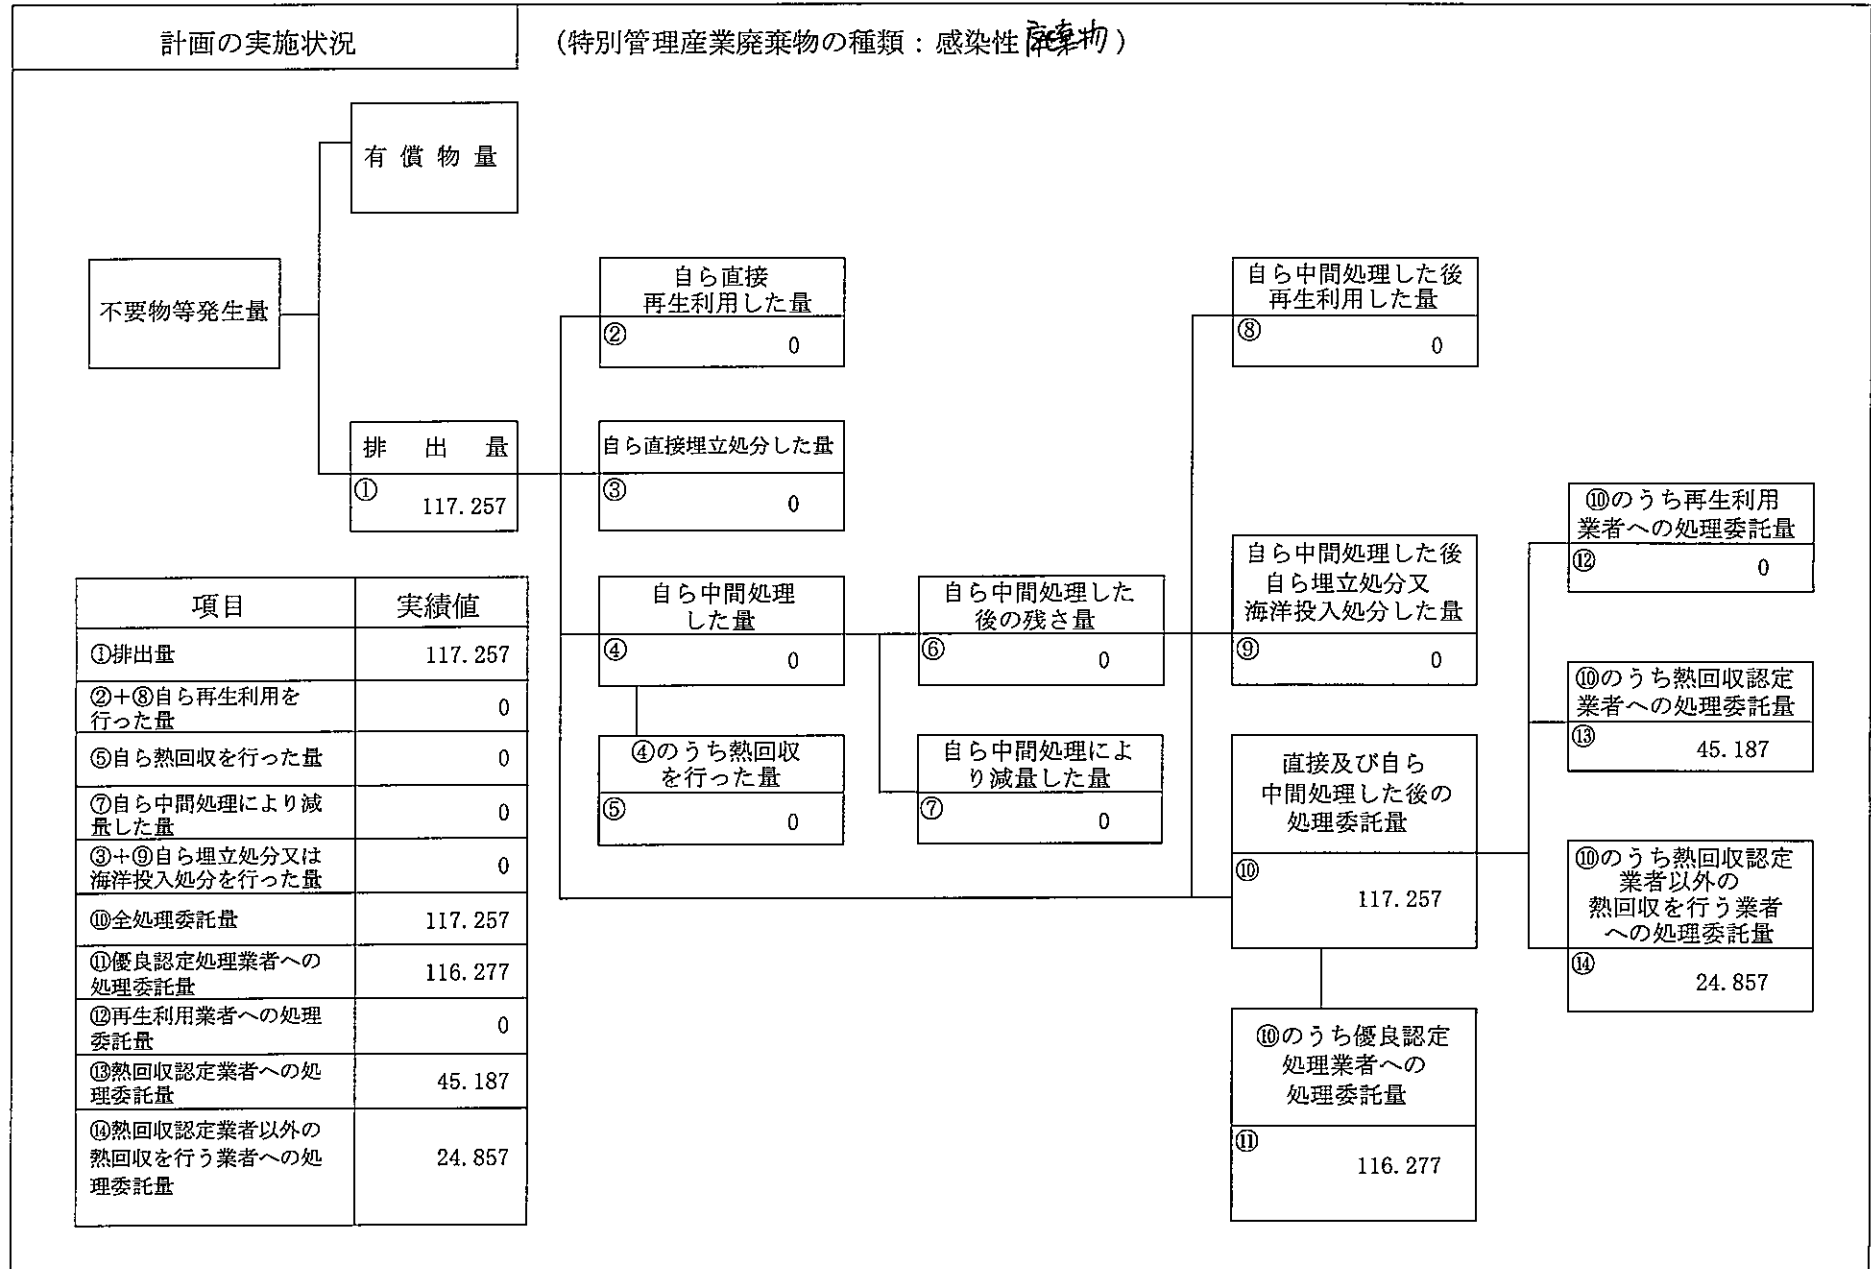 計画の実施状況
(特別管理産業廃棄物の種類：感染性廃棄物)
有償物量
不要物等発生量
排出量
①
117.257
自ら直接
再生利用した量
②
0
自ら直接埋立処分した量
③
0
自ら中間処理
した量
④
0
④のうち熱回収
を行った量
⑤
0
自ら中間処理した
後の残さ量
⑥
0
自ら中間処理によ
り減量した量
⑦
0
自ら中間処理した後
再生利用した量
⑧
0
自ら中間処理した後
自ら埋立処分又
海洋投入処分した量
⑨
0
直接及び自ら
中間処理した後の
処理委託量
⑩
117.257
⑩のうち優良認定
処理業者への
処理委託量
⑪
116.277
⑩のうち再生利用
業者への処理委託量
⑫
0
⑩のうち熱回収認定
業者への処理委託量
⑬
45.187
⑩のうち熱回収認定
業者以外の
熱回収を行う業者
への処理委託量
⑭
24.857
項目 実績値
①排出量 117.257
②＋⑧自ら再生利用を
行った量
0
⑤自ら熱回収を行った量 0
⑦自ら中間処理により減
量した量
0
③＋⑨自ら埋立処分又は
海洋投入処分を行った量
0
⑩全処理委託量 117.257
⑪優良認定処理業者への
処理委託量
116.277
⑫再生利用業者への処理
委託量
0
⑬熱回収認定業者への処
理委託量
45.187
⑭熱回収認定業者以外の
熱回収を行う業者への処
理委託量
24.857